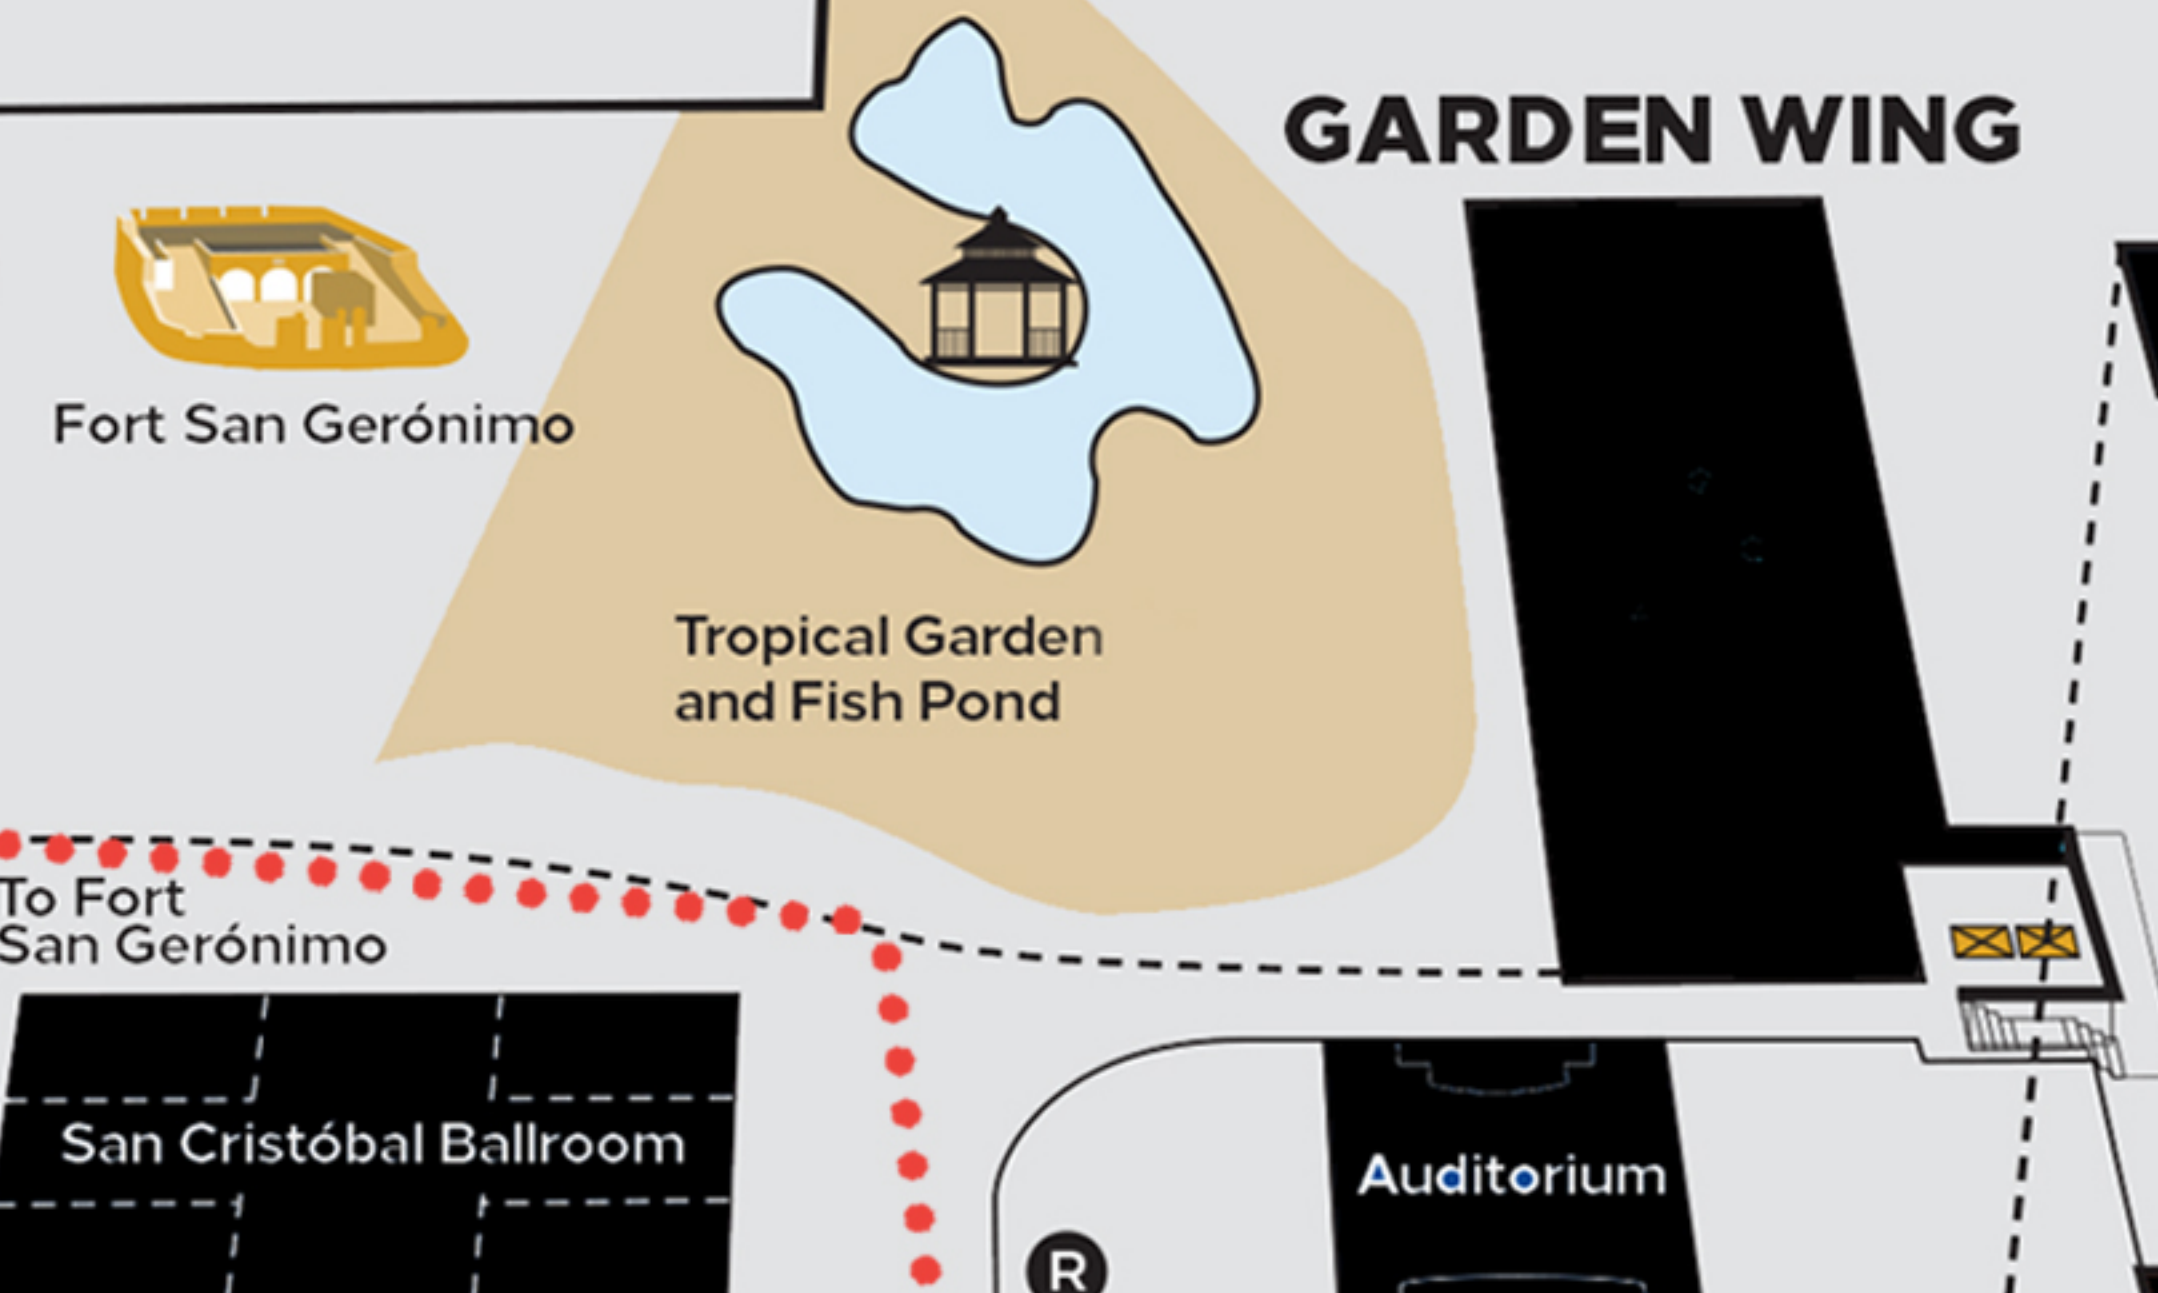 GARDEN WING
Fort San Gerónimo
Tropical Garden
and Fish Pond
To Fort
San Gerónimo
San Cristóbal Ballroom
Auditorium
R